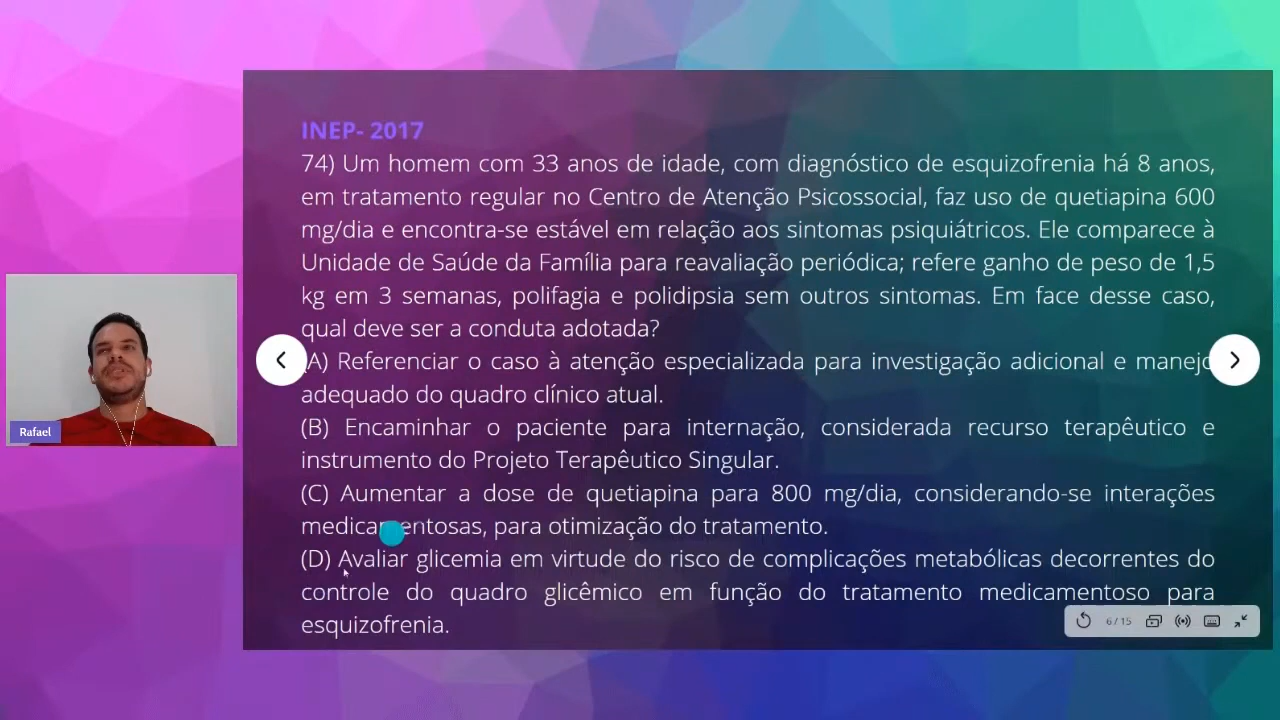 INEP- 2017
74) Um homem com 33 anos de idade, com diagnóstico de esquizofrenia há 8 anos,
em tratamento regular no Centro de Atenção Psicossocial, faz uso de quetiapina 600
mg/dia e encontra-se estável em relação aos sintomas psiquiátricos. Ele comparece à
Unidade de Saúde da Família para reavaliação periódica; refere ganho de peso de 1,5
kg em 3 semanas, polifagia e polidipsia sem outros sintomas. Em face desse caso,
qual deve ser a conduta adotada?
A) Referenciar o caso à atenção especializada para investigação adicional e manejo
adequado do quadro clínico atual.
(B) Encaminhar o paciente para internação, considerada recurso terapêutico e
instrumento do Projeto Terapêutico Singular.
(C) Aumentar a dose de quetiapina para 800 mg/dia, considerando-se interações
medicamentosas, para otimização do tratamento.
(D) Avaliar glicemia em virtude do risco de complicações metabólicas decorrentes do
controle do quadro glicêmico em função do tratamento medicamentoso para
esquizofrenia.
Rafael
6/15